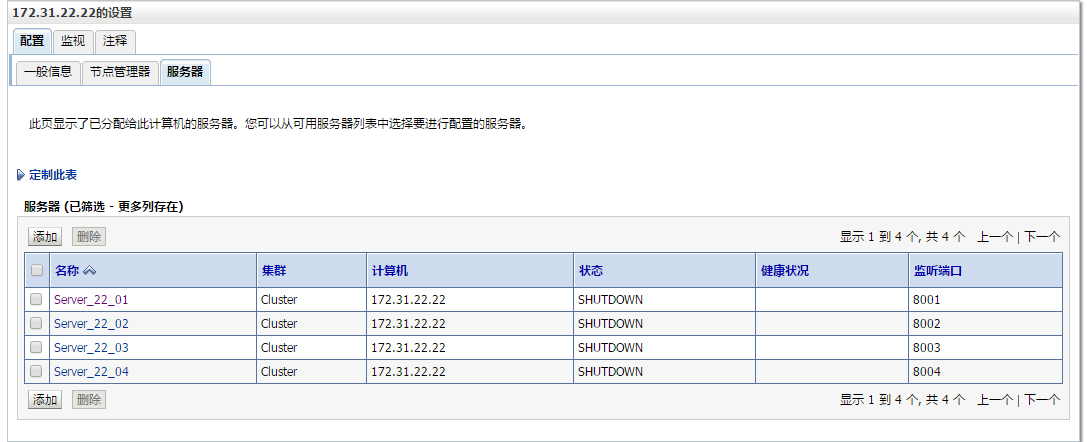 172.31.22.22的设置
配置 监视 注释
一般信息 节点管理器 服务器
此页显示了已分配给此计算机的服务器。您可以从可用服务器列表中选择要进行配置的服务器。
定制此表
服务器 (已筛选 - 更多列存在)
添加 删除 显示 1 到 4 个, 共 4 个 上一个 | 下一个
名称 集群 计算机 状态 健康状况 监听端口
Server_22_01 Cluster 172.31.22.22 SHUTDOWN 8001
Server_22_02 Cluster 172.31.22.22 SHUTDOWN 8002
Server_22_03 Cluster 172.31.22.22 SHUTDOWN 8003
Server_22_04 Cluster 172.31.22.22 SHUTDOWN 8004
添加 删除 显示 1 到 4 个, 共 4 个 上一个 | 下一个